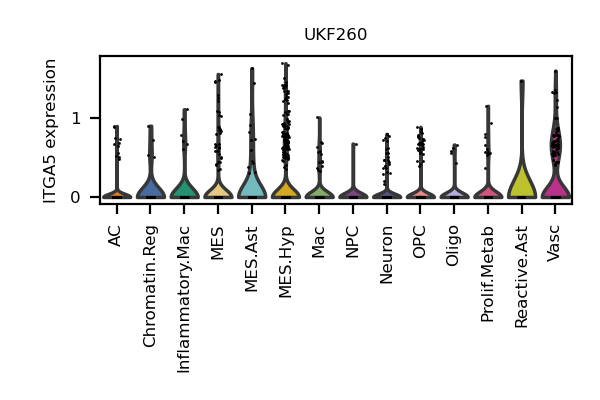 UKF260
ITGA5 expression
1
0
AC
Chromatin.Reg
Inflammatory.Mac
MES
MES.Ast
MES.Hyp
Mac
NPC
Neuron
OPC
Oligo
Prolif.Metab
Reactive.Ast
Vasc